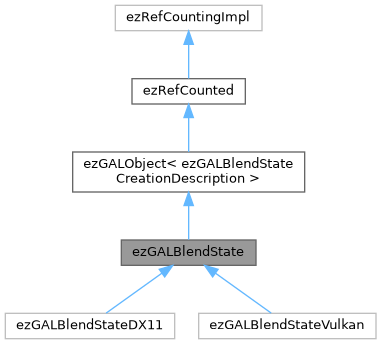 ezRefCountingImpl
ezRefCounted
ezGALObject< ezGALBlendState
CreationDescription >
ezGALBlendState
ezGALBlendStateDX11
ezGALBlendStateVulkan